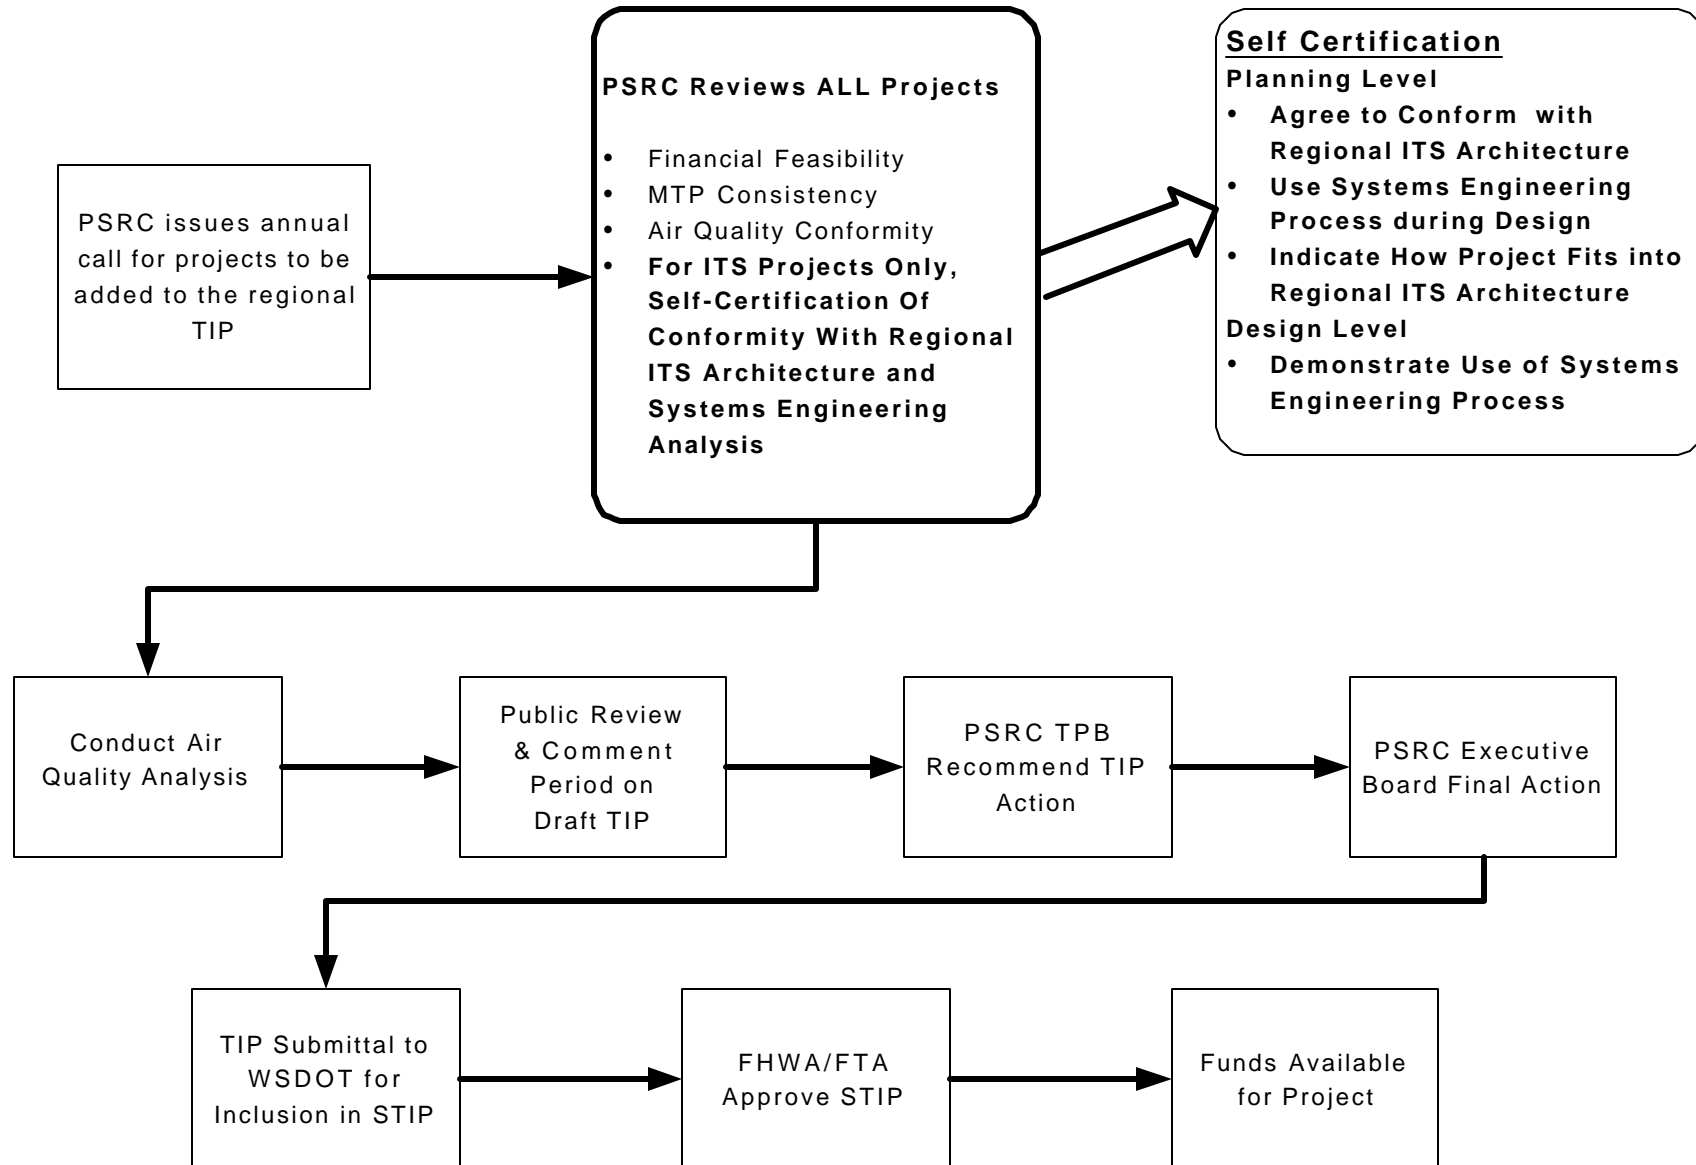 PSRC issues annual
call for projects to be
added to the regional
TIP
PSRC Reviews ALL Projects
• Financial Feasibility
• MTP Consistency
• Air Quality Conformity
• For ITS Projects Only,
Self-Certification Of
Conformity With Regional
ITS Architecture and
Systems Engineering
Analysis
Self Certification
Planning Level
• Agree to Conform with
Regional ITS Architecture
• Use Systems Engineering
Process during Design
• Indicate How Project Fits into
Regional ITS Architecture
Design Level
• Demonstrate Use of Systems
Engineering Process
Conduct Air
Quality Analysis
Public Review
& Comment
Period on
Draft TIP
PSRC TPB
Recommend TIP
Action
PSRC Executive
Board Final Action
TIP Submittal to
WSDOT for
Inclusion in STIP
FHWA/FTA
Approve STIP
Funds Available
for Project